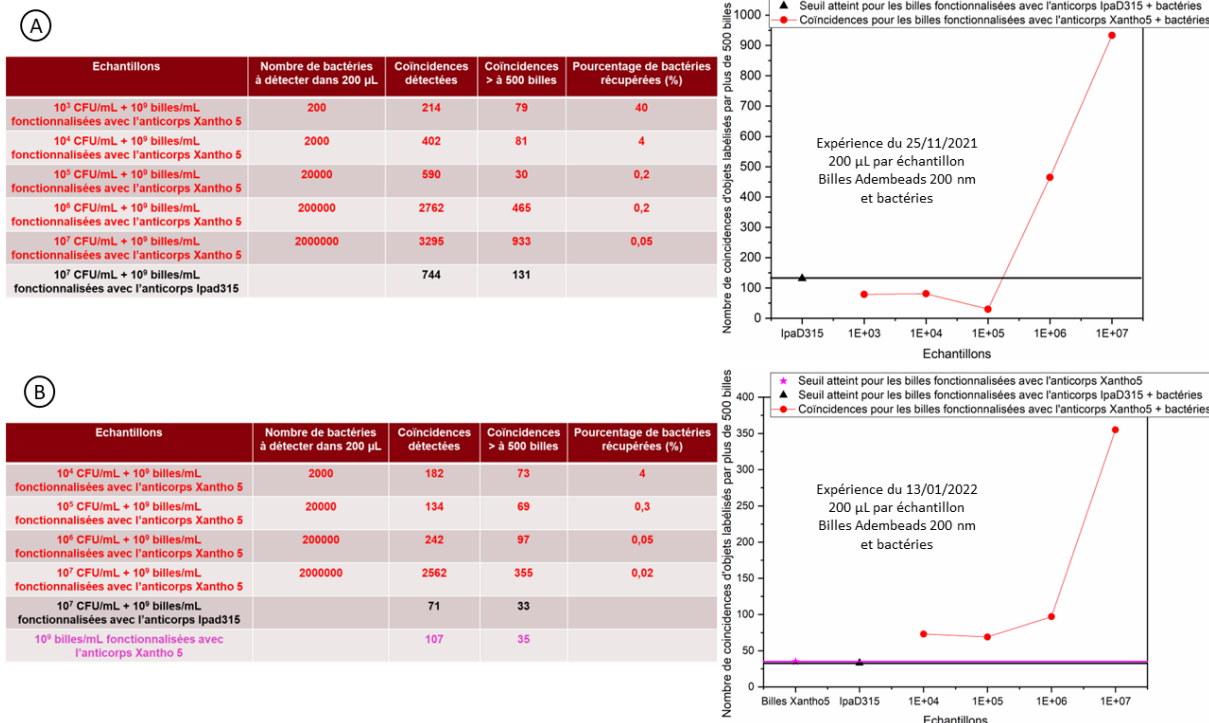 A
Echantillons
Nombre de bactéries
à détecter dans 200 µL
Coïncidences
détectées
Coïncidences
> à 500 billes
Pourcentage de bactéries
récupérées (%)
10³ CFU/mL + 10⁹ billes/mL
fonctionnalisées avec l'anticorps Xantho 5
200
214
79
40
10⁴ CFU/mL + 10⁹ billes/mL
fonctionnalisées avec l'anticorps Xantho 5
2000
402
81
4
10⁵ CFU/mL + 10⁹ billes/mL
fonctionnalisées avec l'anticorps Xantho 5
20000
590
30
0,2
10⁶ CFU/mL + 10⁹ billes/mL
fonctionnalisées avec l'anticorps Xantho 5
200000
2762
465
0,2
10⁷ CFU/mL + 10⁹ billes/mL
fonctionnalisées avec l'anticorps Xantho 5
2000000
3295
933
0,05
10⁷ CFU/mL + 10⁹ billes/mL
fonctionnalisées avec l'anticorps Ipad315
744
131
Seuil atteint pour les billes fonctionnalisées avec l'anticorps IpaD315 + bactéries
Coïncidences pour les billes fonctionnalisées avec l'anticorps Xantho5 + bactéries
Nombre de coincidences d'objets labélisés par plus de 500 billes
1000
900
800
700
600
500
400
300
200
100
0
Expérience du 25/11/2021
200 µL par échantillon
Billes Adembeads 200 nm
et bactéries
IpaD315
1E+03
1E+04
1E+05
1E+06
1E+07
Echantillons
B
Echantillons
Nombre de bactéries
à détecter dans 200 µL
Coïncidences
détectées
Coïncidences
> à 500 billes
Pourcentage de bactéries
récupérées (%)
10⁴ CFU/mL + 10⁹ billes/mL
fonctionnalisées avec l'anticorps Xantho 5
2000
182
73
4
10⁵ CFU/mL + 10⁹ billes/mL
fonctionnalisées avec l'anticorps Xantho 5
20000
134
69
0,3
10⁶ CFU/mL + 10⁹ billes/mL
fonctionnalisées avec l'anticorps Xantho 5
200000
242
97
0,05
10⁷ CFU/mL + 10⁹ billes/mL
fonctionnalisées avec l'anticorps Xantho 5
2000000
2562
355
0,02
10⁷ CFU/mL + 10⁹ billes/mL
fonctionnalisées avec l'anticorps Ipad315
71
33
10⁹ billes/mL fonctionnalisées avec
l'anticorps Xantho 5
107
35
Seuil atteint pour les billes fonctionnalisées avec l'anticorps Xantho5
Seuil atteint pour les billes fonctionnalisées avec l'anticorps IpaD315 + bactéries
Coïncidences pour les billes fonctionnalisées avec l'anticorps Xantho5 + bactéries
Nombre de coincidences d'objets labélisés par plus de 500 billes
400
350
300
250
200
150
100
50
0
Expérience du 13/01/2022
200 µL par échantillon
Billes Adembeads 200 nm
et bactéries
Billes Xantho5
IpaD315
1E+04
1E+05
1E+06
1E+07
Echantillons